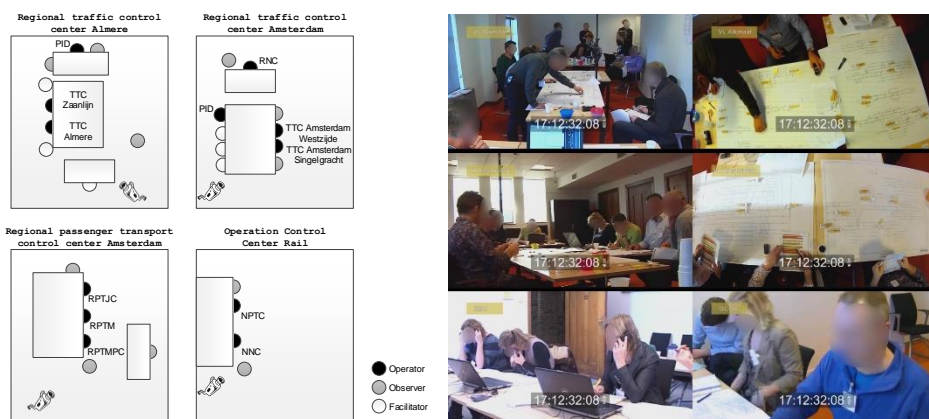 Regional traffic control
center Almere
PID
TTC
Zaanlijn
TTC
Almere
Regional traffic control
center Amsterdam
RNC
PID
TTC Amsterdam
Westzijde
TTC Amsterdam
Singelgracht
Regional passenger transport
control center Amsterdam
RPTJC
RPTM
RPTMPC
Operation Control
Center Rail
NPTC
NNC
Operator
Observer
Facilitator
17:12:32:08
VL Alkmaar
17:12:32:08
17:12:32:08
17:12:32:08
17:12:32:08
17:12:32:08